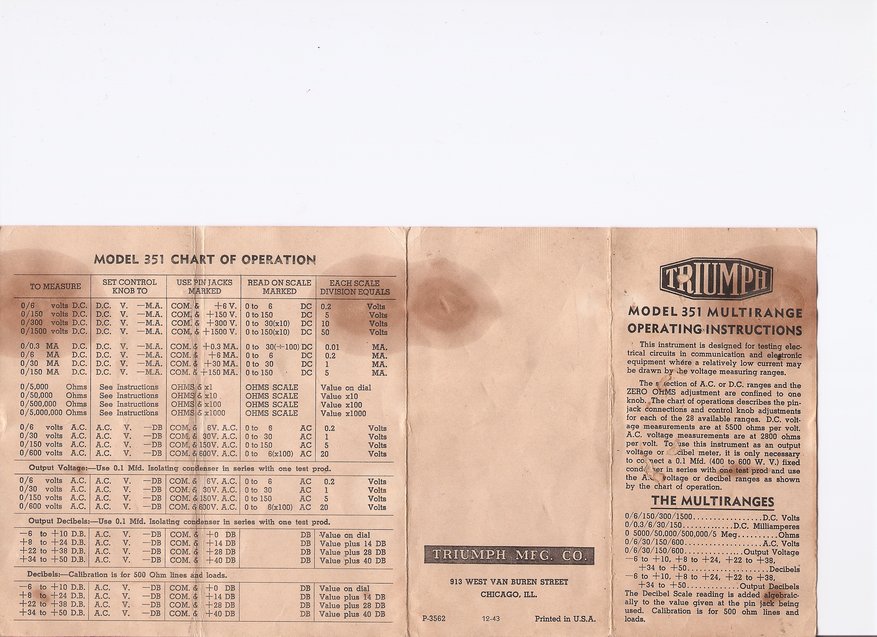 MODEL 351 CHART OF OPERATION
TO MEASURE SET CONTROL KNOB TO USE PIN JACKS MARKED READ ON SCALE MARKED EACH SCALE DIVISION EQUALS
0/6 volts D.C. D.C. V. —M.A. COM. & +6 V. 0 to 6 DC 0.2 Volts
0/150 volts D.C. D.C. V. —M.A. COM. & +150 V. 0 to 150 DC 5 Volts
0/300 volts D.C. D.C. V. —M.A. COM. & +300 V. 0 to 30(x10) DC 10 Volts
0/1500 volts D.C. D.C. V. —M.A. COM. & +1500 V. 0 to 150(x10) DC 50 Volts
0/0.3 MA D.C. D.C. V. —M.A. COM. & +0.3 MA. 0 to 30(÷100) DC 0.01 MA.
0/6 MA D.C. D.C. V. —M.A. COM. & +6 MA. 0 to 6 DC 0.2 MA.
0/30 MA D.C. D.C. V. —M.A. COM. & +30 MA. 0 to 30 DC 1 MA.
0/150 MA D.C. D.C. V. —M.A. COM. & +150 MA. 0 to 150 DC 5 MA.
0/5,000 Ohms See Instructions OHMS & x1 OHMS SCALE Value on dial
0/50,000 Ohms See Instructions OHMS & x10 OHMS SCALE Value x10
0/500,000 Ohms See Instructions OHMS & x100 OHMS SCALE Value x100
0/5,000,000 Ohms See Instructions OHMS & x1000 OHMS SCALE Value x1000
0/6 volts A.C. A.C. V. —DB COM. & 6V. A.C. 0 to 6 AC 0.2 Volts
0/30 volts A.C. A.C. V. —DB COM. & 30V. A.C. 0 to 30 AC 1 Volts
0/150 volts A.C. A.C. V. —DB COM. & 150V. A.C. 0 to 150 AC 5 Volts
0/600 volts A.C. A.C. V. —DB COM. & 600V. A.C. 0 to 6(x100) AC 20 Volts
Output Voltage:—Use 0.1 Mfd. Isolating condenser in series with one test prod.
0/6 volts A.C. A.C. V. —DB COM. & 6V. A.C. 0 to 6 AC 0.2 Volts
0/30 volts A.C. A.C. V. —DB COM. & 30V. A.C. 0 to 30 AC 1 Volts
0/150 volts A.C. A.C. V. —DB COM. & 150V. A.C. 0 to 150 AC 5 Volts
0/600 volts A.C. A.C. V. —DB COM. & 600V. A.C. 0 to 6(x100) AC 20 Volts
Output Decibels:—Use 0.1 Mfd. Isolating condenser in series with one test prod.
—6 to +10 D.B. A.C. V. —DB COM. & +0 DB DB Value on dial
+8 to +24 D.B. A.C. V. —DB COM. & +14 DB DB Value plus 14 DB
+22 to +38 D.B. A.C. V. —DB COM. & +28 DB DB Value plus 28 DB
+34 to +50 D.B. A.C. V. —DB COM. & +40 DB DB Value plus 40 DB
Decibels:—Calibration is for 500 Ohm lines and loads.
—6 to +10 D.B. A.C. V. —DB COM. & +0 DB DB Value on dial
+8 to +24 D.B. A.C. V. —DB COM. & +14 DB DB Value plus 14 DB
+22 to +38 D.B. A.C. V. —DB COM. & +28 DB DB Value plus 28 DB
+34 to +50 D.B. A.C. V. —DB COM. & +40 DB DB Value plus 40 DB
TRIUMPH MFG. CO.
913 WEST VAN BUREN STREET
CHICAGO, ILL.
P-3562 12-43 Printed in U.S.A.
TRIUMPH
MODEL 351 MULTIRANGE
OPERATING INSTRUCTIONS
This instrument is designed for testing electrical
circuits in communication and electronic
equipment where a relatively low current may
be drawn by the voltage measuring ranges.
The of A.C. or D.C. ranges and the
ZERO OHMS adjustment are confined to one
knob. The chart of operations describes the pin-
jack connections and control knob adjustments
for each of the 28 available ranges. D.C. volt-
age measurements are at 5500 ohms per volt.
A.C. voltage measurements are at 2800 ohms
per volt. To use this instrument as an output
voltage or meter, it is only necessary
to connect a 0.1 Mfd. (400 to 600 W. V.) fixed
in series with one test prod and use
the A.C. voltage or decibel ranges as shown
by the chart of operation.
THE MULTIRANGES
0/6/150/300/1500..................D.C. Volts
0/0.3/6/30/150..............D.C. Milliamperes
0 5000/50,000/500,000/5 Meg..........Ohms
0/6/30/150/600....................A.C. Volts
0/6/30/150/600...............Output Voltage
—6 to +10, +8 to +24, +22 to +38,
+34 to +50.......................Decibels
—6 to +10, +8 to +24, +22 to +38,
+34 to +50................Output Decibels
The Decibel Scale reading is added algebraic-
ally to the value given at the pin jack being
used. Calibration is for 500 ohm lines and
loads.